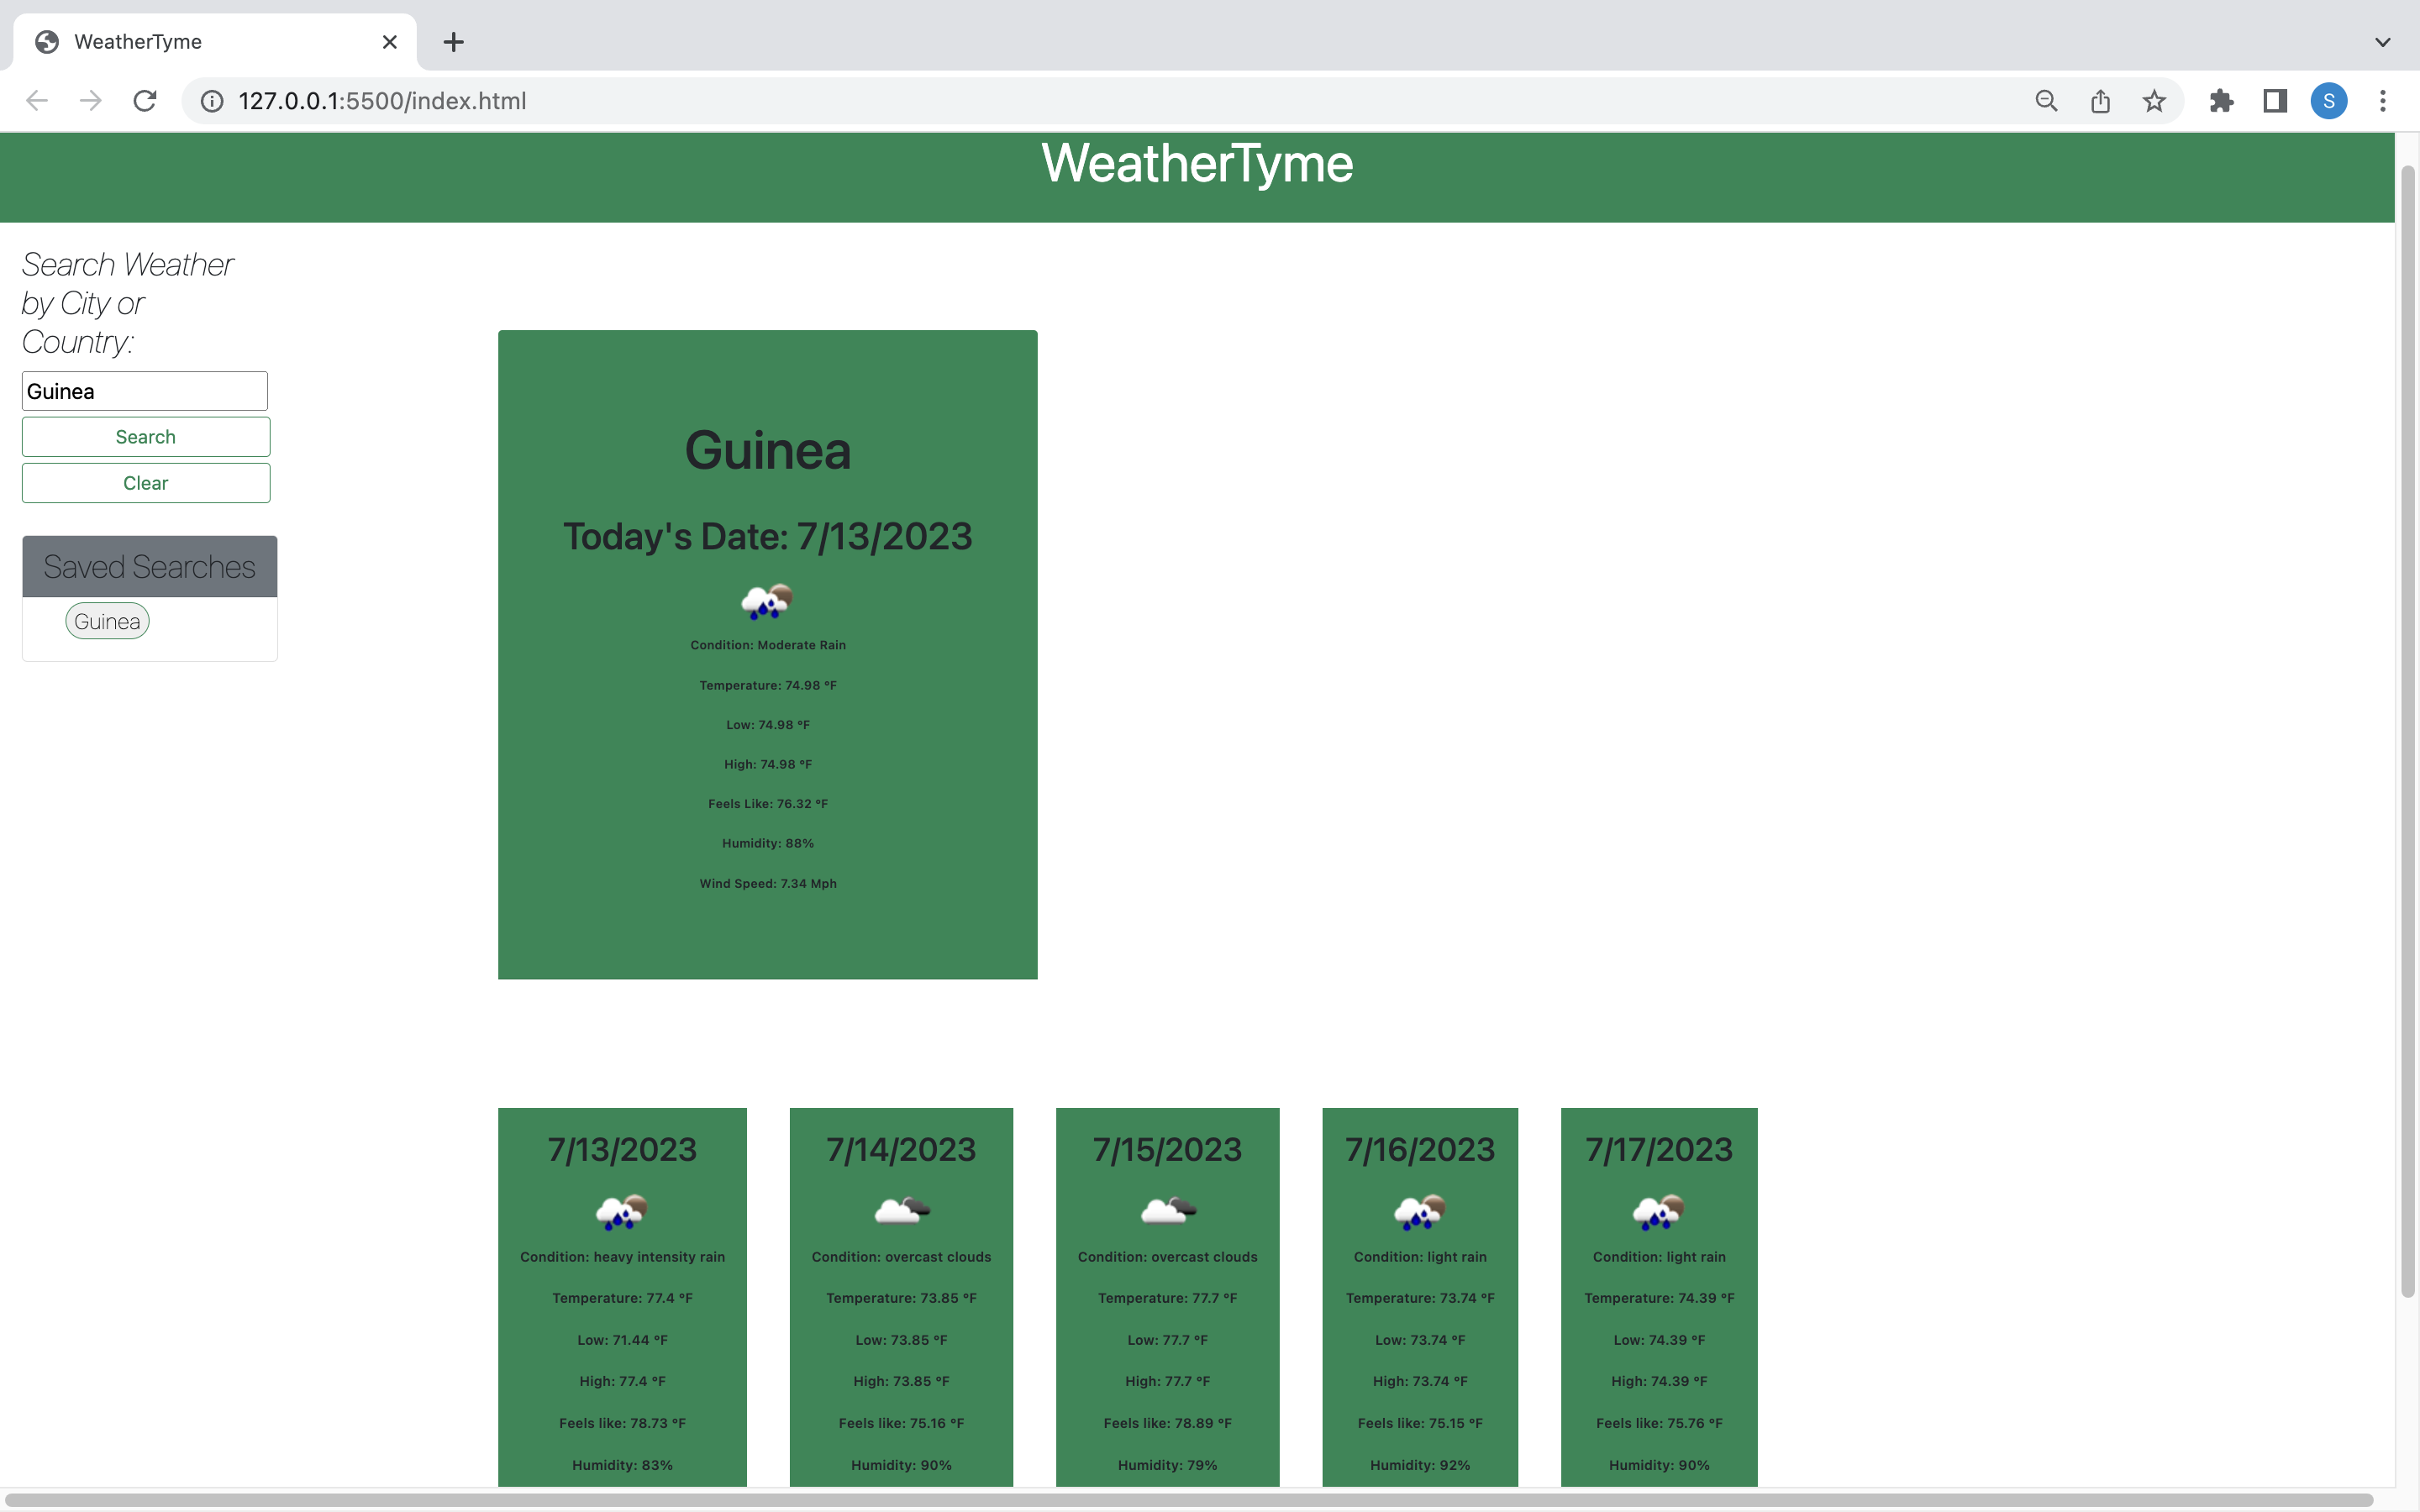 WeatherTyme
127.0.0.1:5500/index.html
S
WeatherTyme
Search Weather
by City or
Country:
Guinea
Search
Clear
Saved Searches
Guinea
Guinea
Today's Date: 7/13/2023
Condition: Moderate Rain
Temperature: 74.98 °F
Low: 74.98 °F
High: 74.98 °F
Feels Like: 76.32 °F
Humidity: 88%
Wind Speed: 7.34 Mph
7/13/2023
Condition: heavy intensity rain
Temperature: 77.4 °F
Low: 71.44 °F
High: 77.4 °F
Feels like: 78.73 °F
Humidity: 83%
7/14/2023
Condition: overcast clouds
Temperature: 73.85 °F
Low: 73.85 °F
High: 73.85 °F
Feels like: 75.16 °F
Humidity: 90%
7/15/2023
Condition: overcast clouds
Temperature: 77.7 °F
Low: 77.7 °F
High: 77.7 °F
Feels like: 78.89 °F
Humidity: 79%
7/16/2023
Condition: light rain
Temperature: 73.74 °F
Low: 73.74 °F
High: 73.74 °F
Feels like: 75.15 °F
Humidity: 92%
7/17/2023
Condition: light rain
Temperature: 74.39 °F
Low: 74.39 °F
High: 74.39 °F
Feels like: 75.76 °F
Humidity: 90%